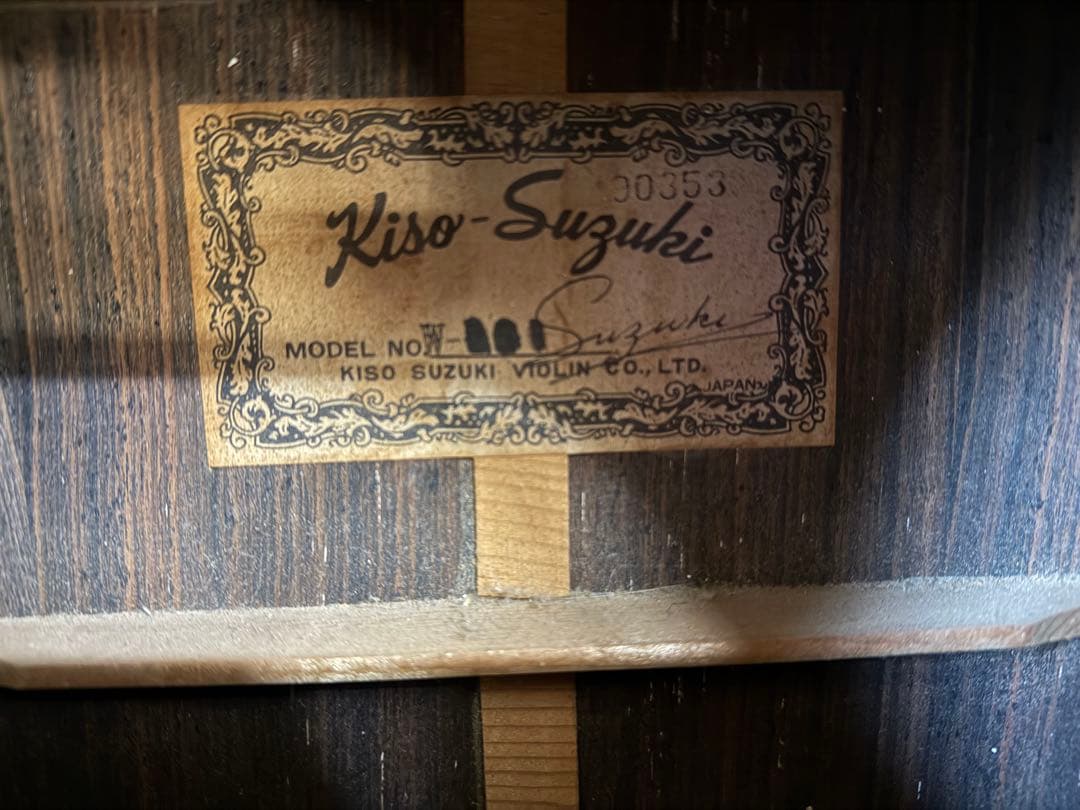 00353
Kiso-Suzuki
Suzuki
MODEL NO. W-
KISO SUZUKI VIOLIN CO., LTD.
JAPAN